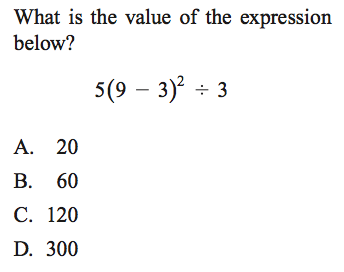 What is the value of the expression
below?
5(9 − 3)² ÷ 3
A. 20
B. 60
C. 120
D. 300